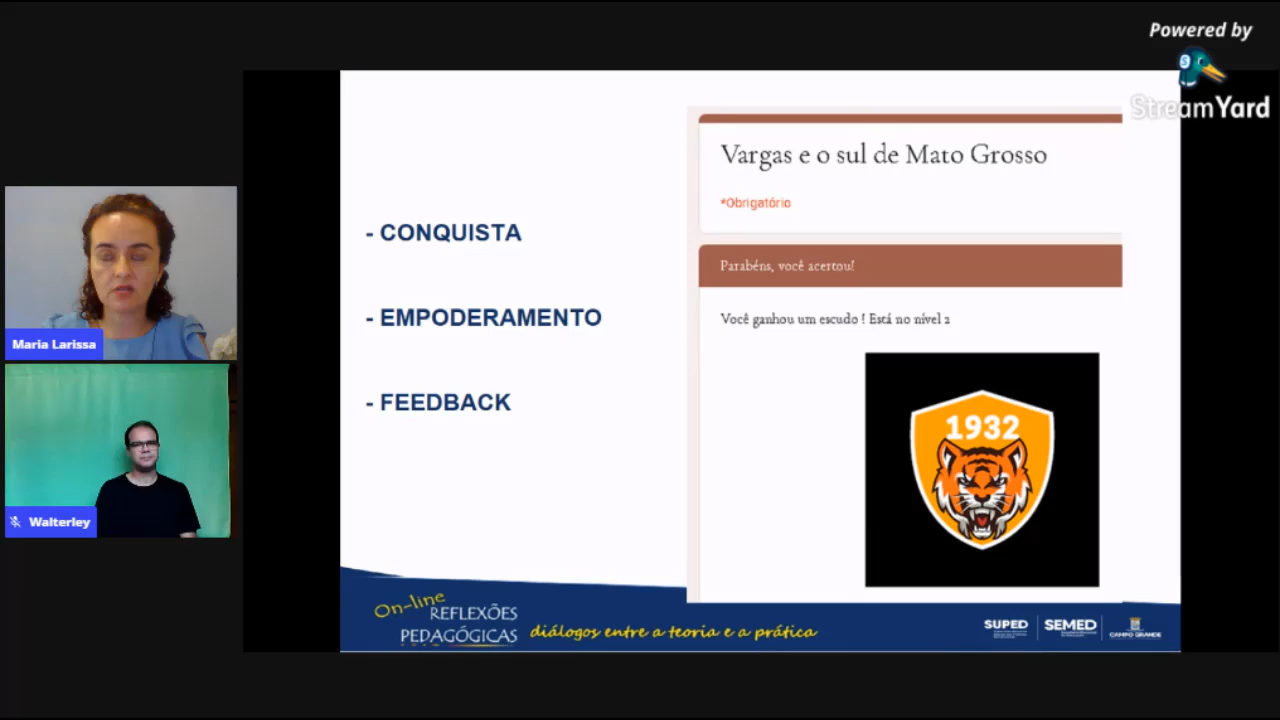 Powered by
StreamYard
- CONQUISTA
- EMPODERAMENTO
- FEEDBACK
Vargas e o sul de Mato Grosso
*Obrigatório
Parabéns, você acertou!
Você ganhou um escudo ! Está no nível 2
1932
Maria Larissa
Walterley
On-line
REFLEXÕES
PEDAGÓGICAS
diálogos entre a teoria e a prática
SUPED
SEMED
CAMPO GRANDE